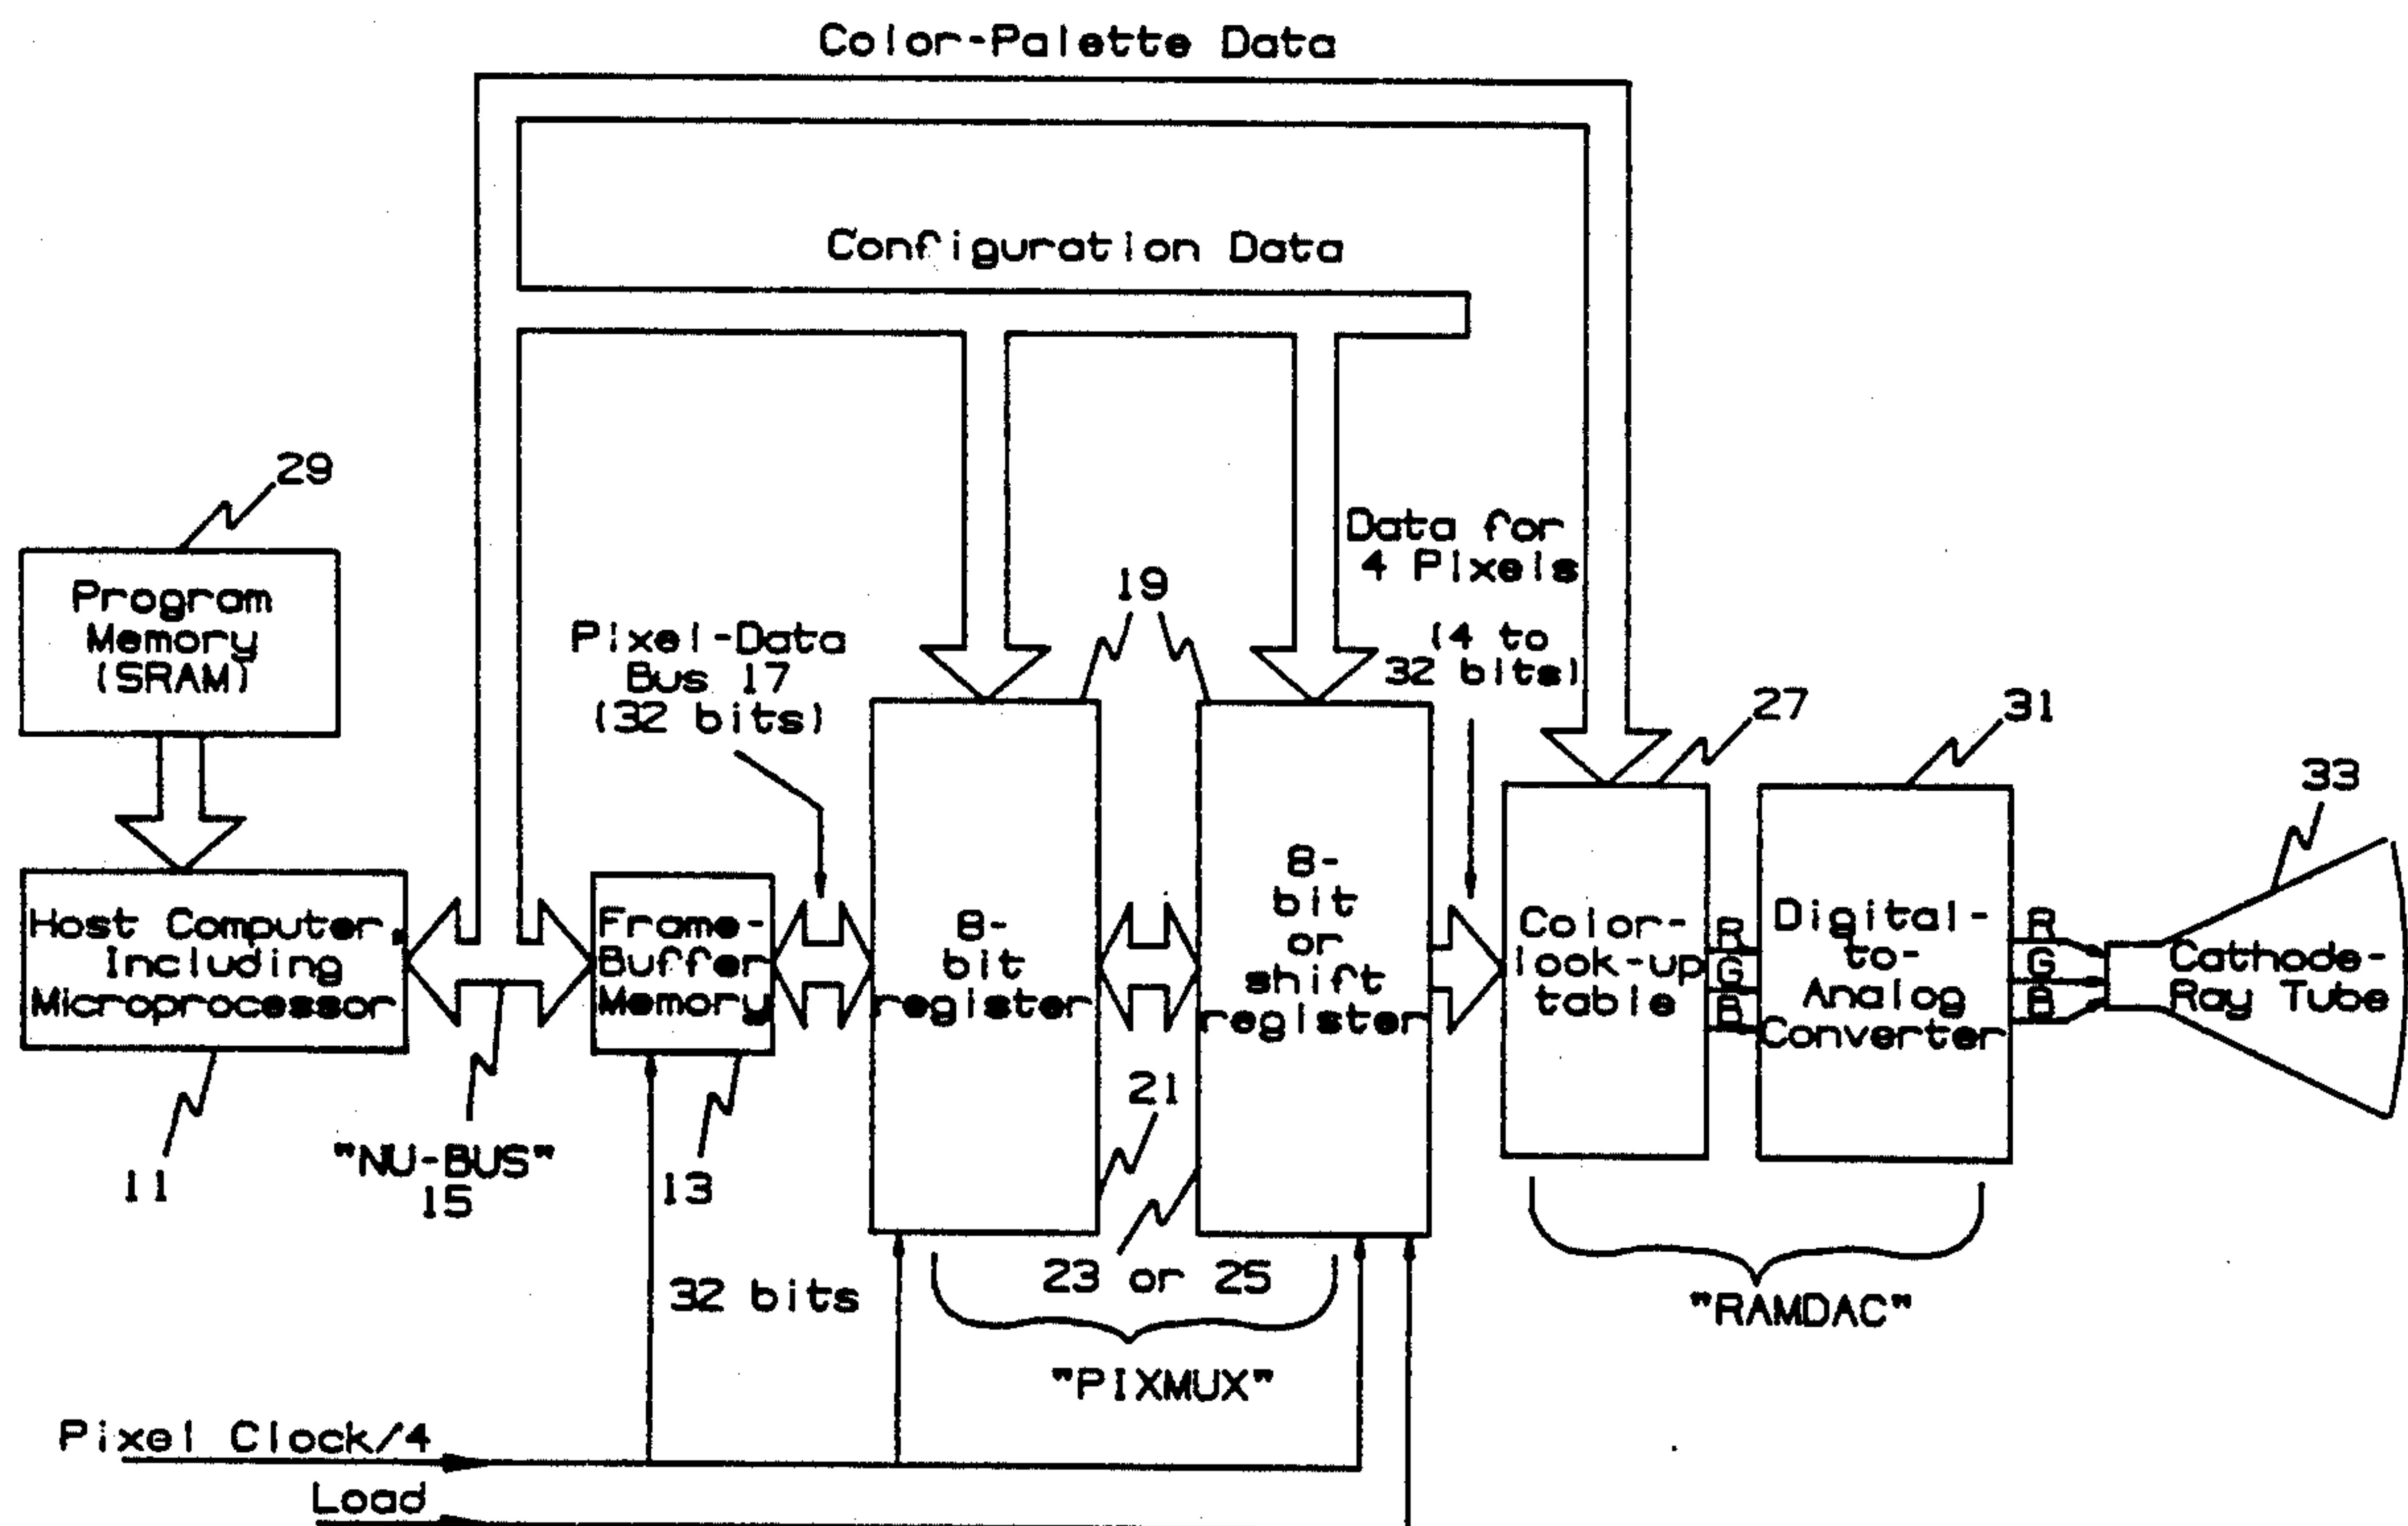 Color-Palette Data
Configuration Data
29
Program
Memory
(SRAM)
Pixel-Data
Bus 17
(32 bits)
19
Data for
4 Pixels
(4 to
32 bits)
27
31
33
Host Computer,
Including
Microprocessor
Frame-
Buffer
Memory
8-
bit
register
8-
bit
or
shift
register
Color-
look-up
table
R
G
B
Digital-
to-
Analog
Converter
R
G
B
Cathode-
Ray Tube
11
"NU-BUS"
15
13
21
23 or 25
32 bits
"PIXMUX"
"RAMDAC"
Pixel Clock/4
Load